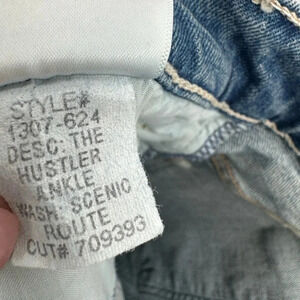 STYLE#
1307-624
DESC: THE
HUSTLER
ANKLE
WASH: SCENIC
ROUTE
CUT# 709393